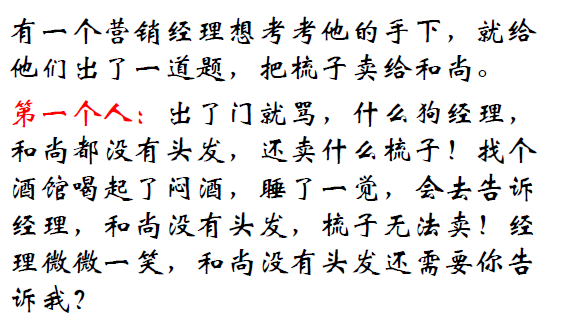 有一个营销经理想考考他的手下，就给
他们出了一道题，把梳子卖给和尚。
第一个人：出了门就骂，什么狗经理，
和尚都没有头发，还卖什么梳子！找个
酒馆喝起了闷酒，睡了一觉，会去告诉
经理，和尚没有头发，梳子无法卖！经
理微微一笑，和尚没有头发还需要你告
诉我？